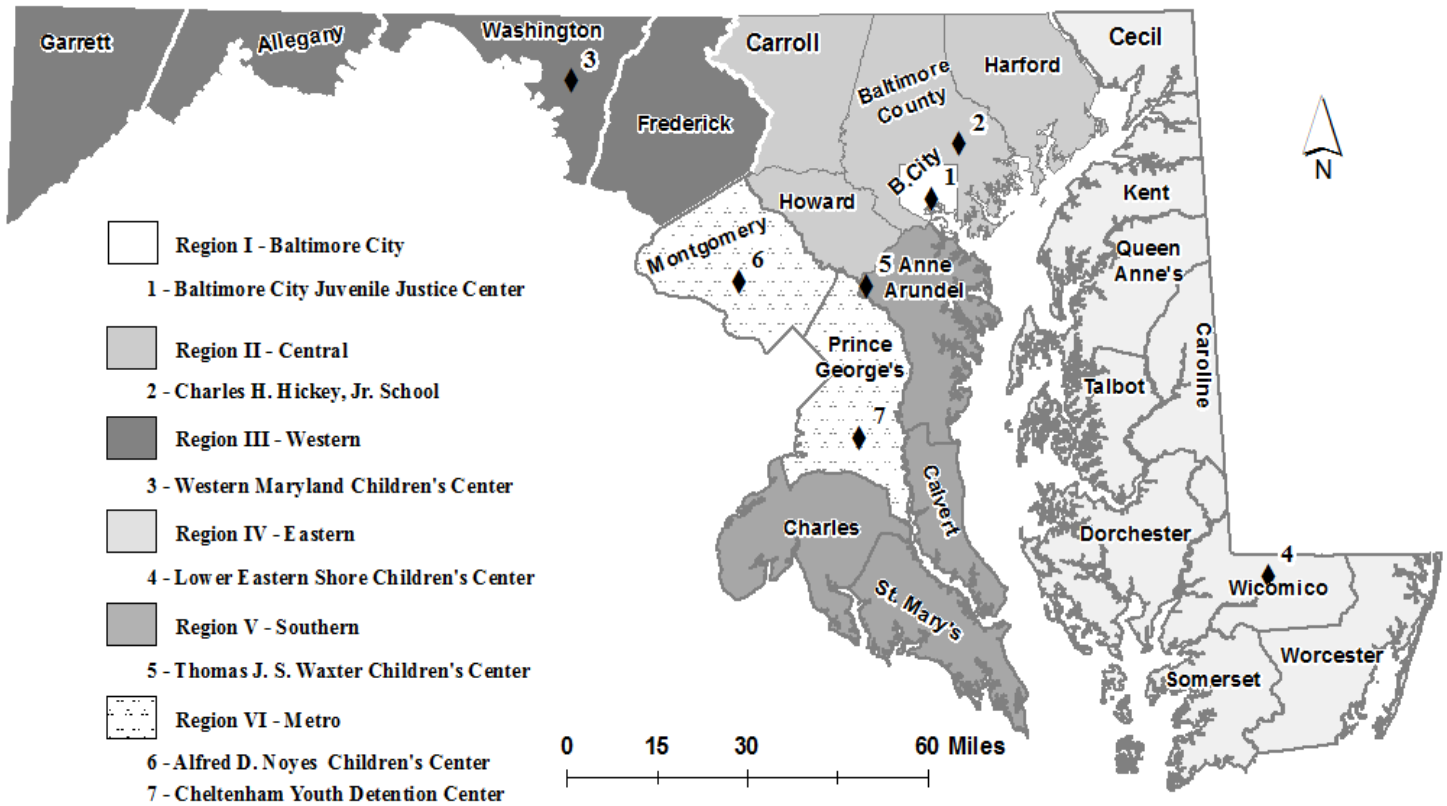 Garrett
Allegany
Washington
3
Frederick
Carroll
Baltimore
County
Harford
Cecil
2
B. City
1
Howard
Montgomery
6
5 Anne
Arundel
Kent
Queen
Anne's
Caroline
Talbot
Prince
George's
7
Calvert
Charles
St. Mary's
Dorchester
4
Wicomico
Worcester
Somerset
N
Region I - Baltimore City
1 - Baltimore City Juvenile Justice Center
Region II - Central
2 - Charles H. Hickey, Jr. School
Region III - Western
3 - Western Maryland Children's Center
Region IV - Eastern
4 - Lower Eastern Shore Children's Center
Region V - Southern
5 - Thomas J. S. Waxter Children's Center
Region VI - Metro
6 - Alfred D. Noyes Children's Center
7 - Cheltenham Youth Detention Center
0 15 30 60 Miles